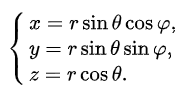 x = r sin θ cos φ,
y = r sin θ sin φ,
z = r cos θ.